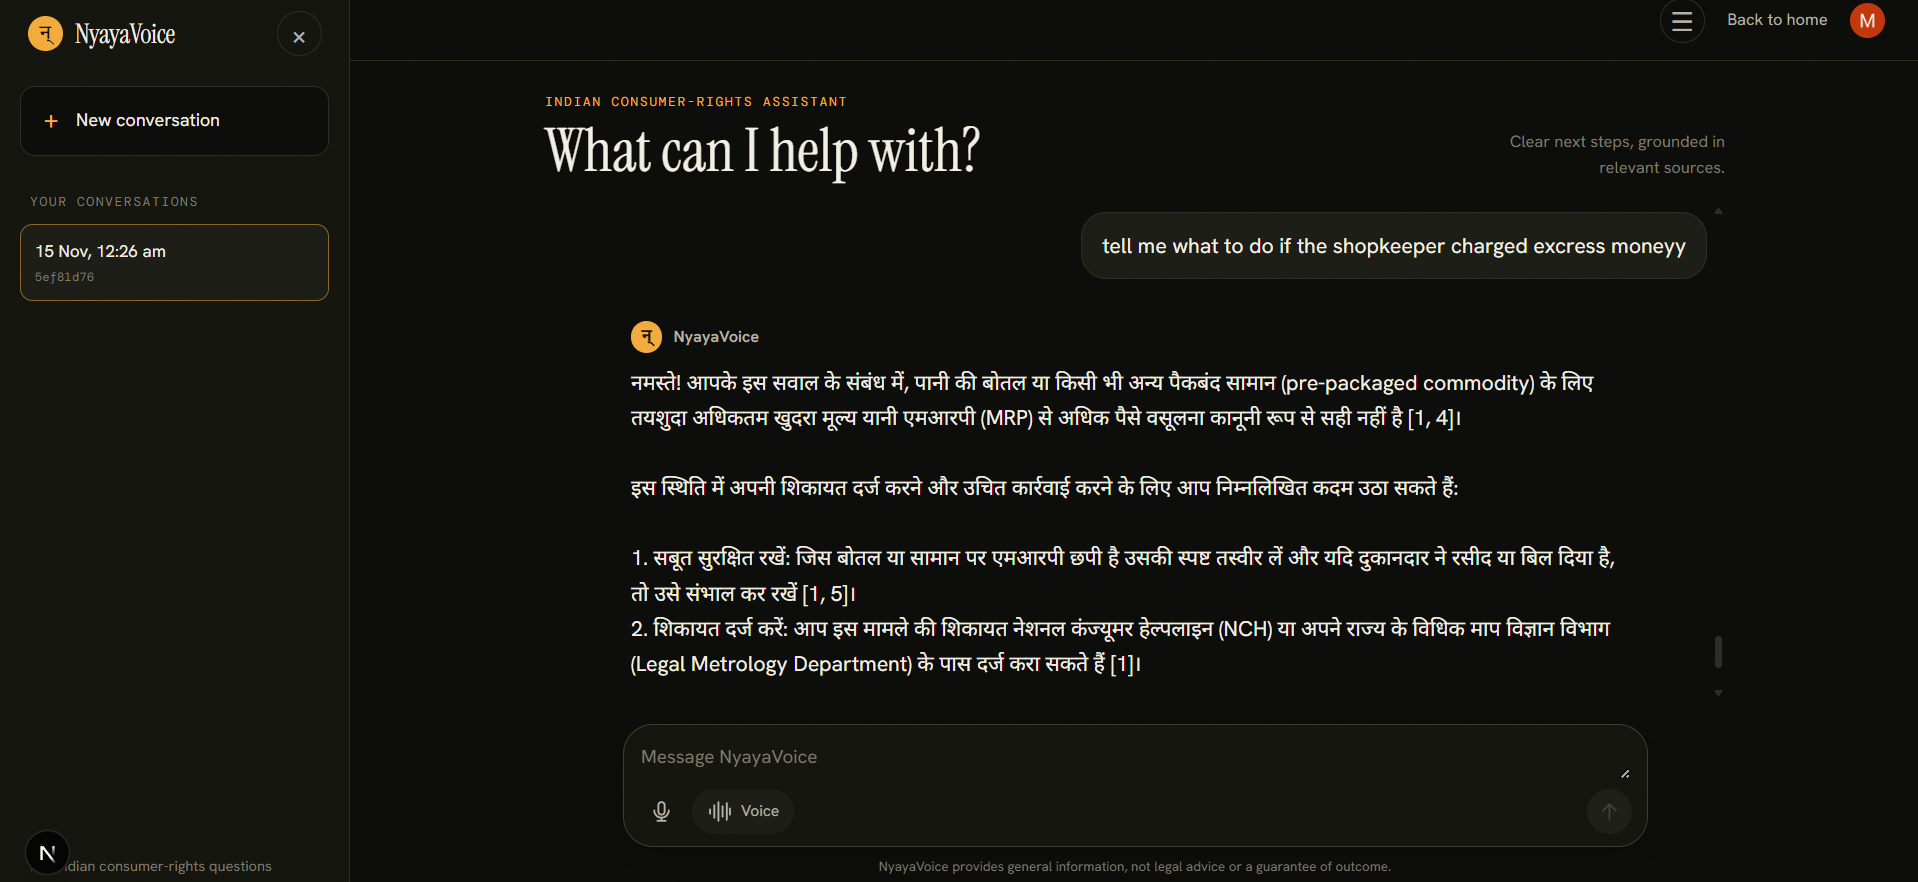 न् NyayaVoice
×
+ New conversation
YOUR CONVERSATIONS
15 Nov, 12:26 am
5ef81d76
N
dian consumer-rights questions
Back to home
M
INDIAN CONSUMER-RIGHTS ASSISTANT
What can I help with?
Clear next steps, grounded in
relevant sources.
tell me what to do if the shopkeeper charged excress moneyy
न् NyayaVoice
नमस्ते! आपके इस सवाल के संबंध में, पानी की बोतल या किसी भी अन्य पैकबंद सामान (pre-packaged commodity) के लिए
तयशुदा अधिकतम खुदरा मूल्य यानी एमआरपी (MRP) से अधिक पैसे वसूलना कानूनी रूप से सही नहीं है [1, 4]।
इस स्थिति में अपनी शिकायत दर्ज करने और उचित कार्रवाई करने के लिए आप निम्नलिखित कदम उठा सकते हैं:
1. सबूत सुरक्षित रखें: जिस बोतल या सामान पर एमआरपी छपी है उसकी स्पष्ट तस्वीर लें और यदि दुकानदार ने रसीद या बिल दिया है,
तो उसे संभाल कर रखें [1, 5]।
2. शिकायत दर्ज करें: आप इस मामले की शिकायत नेशनल कंज्यूमर हेल्पलाइन (NCH) या अपने राज्य के विधिक माप विज्ञान विभाग
(Legal Metrology Department) के पास दर्ज करा सकते हैं [1]।
Message NyayaVoice
Voice
NyayaVoice provides general information, not legal advice or a guarantee of outcome.